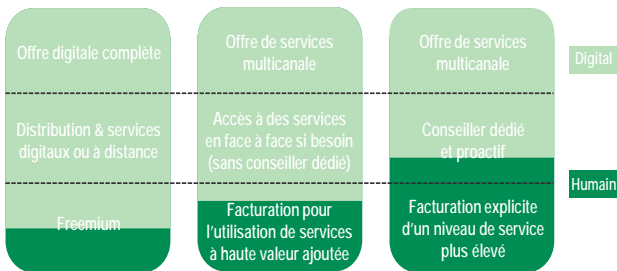 Offre digitale complète
Distribution & services
digitaux ou à distance
Freemium
Offre de services
multicanale
Accès à des services
en face à face si besoin
(sans conseiller dédié)
Facturation pour
l'utilisation de services
à haute valeur ajoutée
Offre de services
multicanale
Conseiller dédié
et proactif
Facturation explicite
d'un niveau de service
plus élevé
Digital
Humain